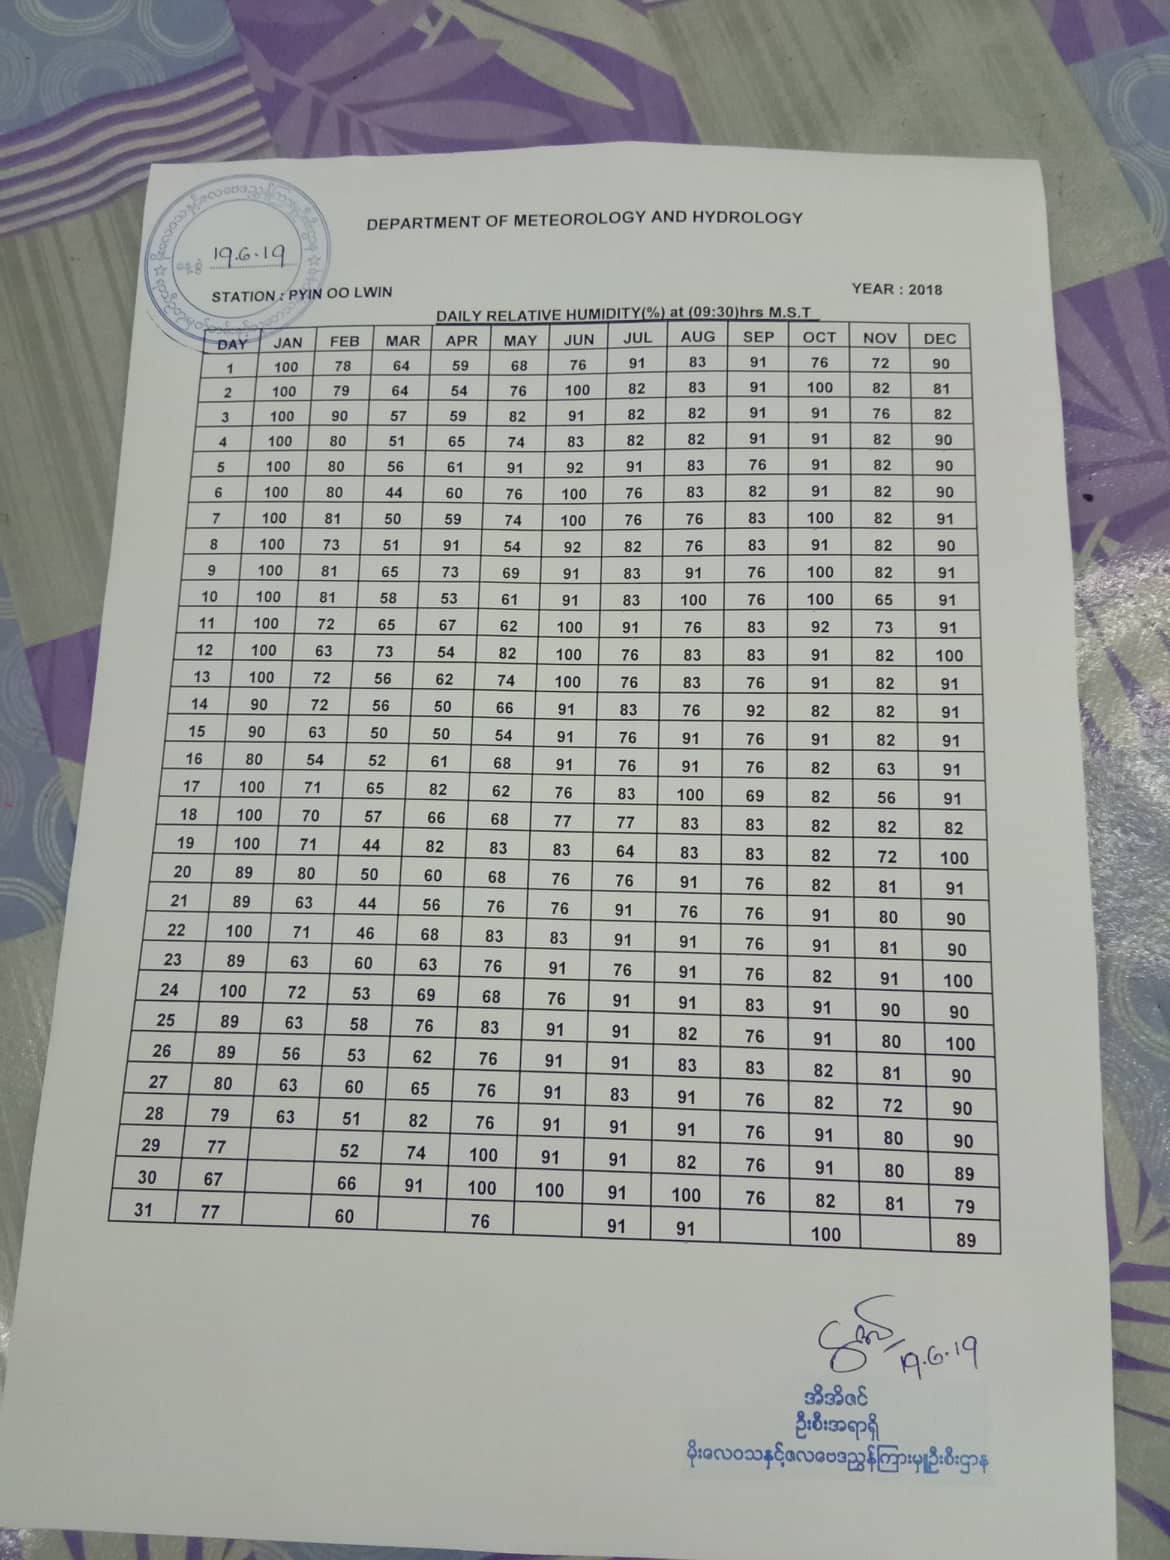 DEPARTMENT OF METEOROLOGY AND HYDROLOGY
19.6.19
STATION : PYIN OO LWIN
YEAR : 2018
DAILY RELATIVE HUMIDITY(%) at (09:30)hrs M.S.T
DAY JAN FEB MAR APR MAY JUN JUL AUG SEP OCT NOV DEC
1 100 78 64 59 68 76 91 83 91 76 72 90
2 100 79 64 54 76 100 82 83 91 100 82 81
3 100 90 57 59 82 91 82 82 91 91 76 82
4 100 80 51 65 74 83 82 82 91 91 82 90
5 100 80 56 61 91 92 91 83 76 91 82 90
6 100 80 44 60 76 100 76 83 82 91 82 90
7 100 81 50 59 74 100 76 76 83 100 82 91
8 100 73 51 91 54 92 82 76 83 91 82 90
9 100 81 65 73 69 91 83 91 76 100 82 91
10 100 81 58 53 61 91 83 100 76 100 65 91
11 100 72 65 67 62 100 91 76 83 92 73 91
12 100 63 73 54 82 100 76 83 83 91 82 100
13 100 72 56 62 74 100 76 83 76 91 82 91
14 90 72 56 50 66 91 83 76 92 82 82 91
15 90 63 50 50 54 91 76 91 76 91 82 91
16 80 54 52 61 68 91 76 91 76 82 63 91
17 100 71 65 82 62 76 83 100 69 82 56 91
18 100 70 57 66 68 77 77 83 83 82 82 82
19 100 71 44 82 83 83 64 83 83 82 72 100
20 89 80 50 60 68 76 76 91 76 82 81 91
21 89 63 44 56 76 76 91 76 76 91 80 90
22 100 71 46 68 83 83 91 91 76 91 81 90
23 89 63 60 63 76 91 76 91 76 82 91 100
24 100 72 53 69 68 76 91 91 83 91 90 90
25 89 63 58 76 83 91 91 82 76 91 80 100
26 89 56 53 62 76 91 91 83 83 82 81 90
27 80 63 60 65 76 91 83 91 76 82 72 90
28 79 63 51 82 76 91 91 91 76 91 80 90
29 77 52 74 100 91 91 82 76 91 80 89
30 67 66 91 100 100 91 100 76 82 81 79
31 77 60 76 91 91 100 89
19.6.19
အိအိဇင်
ဦးစီးအရာရှိ
မိုးလေဝသနှင့်ဇလဗေဒညွှန်ကြားမှုဦးစီးဌာန